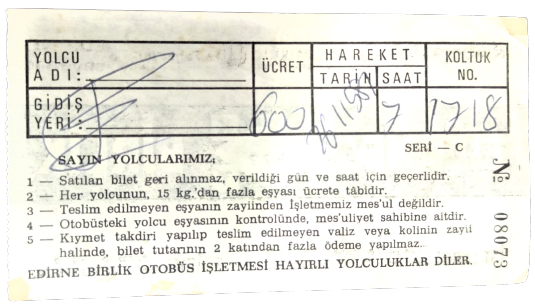 YOLCU
ADI:
ÜCRET
HAREKET
TARİH SAAT
KOLTUK
NO.
GİDİŞ
YERİ:
600
7
1718
SAYIN YOLCULARIMIZ;
SERİ — C
1 — Satılan bilet geri alınmaz, verildiği gün ve saat için geçerlidir.
2 — Her yolcunun, 15 kg.'dan fazla eşyası ücrete tâbidir.
3 — Teslim edilmeyen eşyanın zayiinden İşletmemiz mes'ul değildir.
4 — Otobüsteki yolcu eşyasının kontrolünde, mes'uliyet sahibine aitdir.
5 — Kıymet takdiri yapılıp teslim edilmeyen valiz veya kolinin zayii
halinde, bilet tutarının 2 katından fazla ödeme yapılmaz.
EDİRNE BİRLİK OTOBÜS İŞLETMESİ HAYIRLI YOLCULUKLAR DİLER.
№ 08073